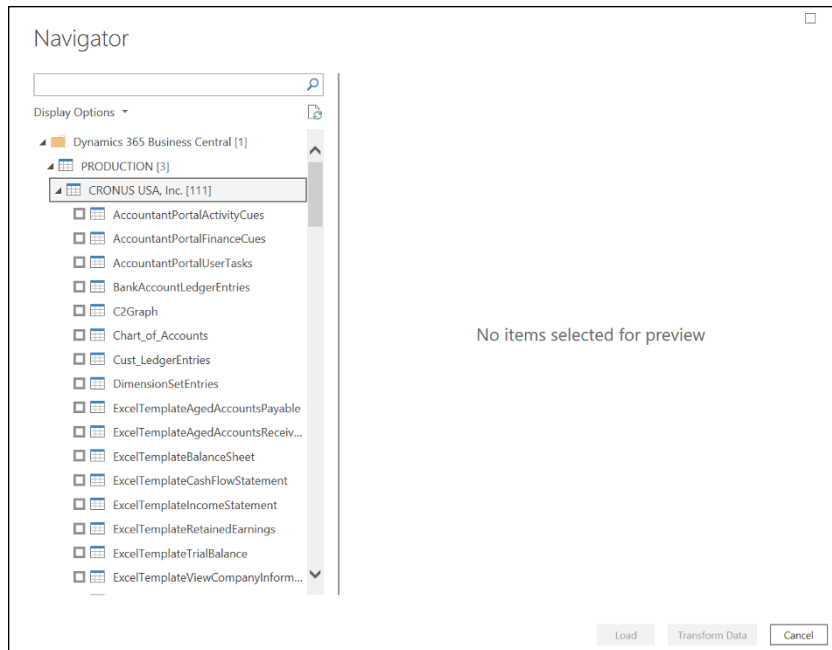 Navigator
Display Options
Dynamics 365 Business Central [1]
PRODUCTION [3]
CRONUS USA, Inc. [111]
AccountantPortalActivityCues
AccountantPortalFinanceCues
AccountantPortalUserTasks
BankAccountLedgerEntries
C2Graph
Chart_of_Accounts
Cust_LedgerEntries
DimensionSetEntries
ExcelTemplateAgedAccountsPayable
ExcelTemplateAgedAccountsReceiv...
ExcelTemplateBalanceSheet
ExcelTemplateCashFlowStatement
ExcelTemplateIncomeStatement
ExcelTemplateRetainedEarnings
ExcelTemplateTrialBalance
ExcelTemplateViewCompanyInform...
No items selected for preview
Load
Transform Data
Cancel